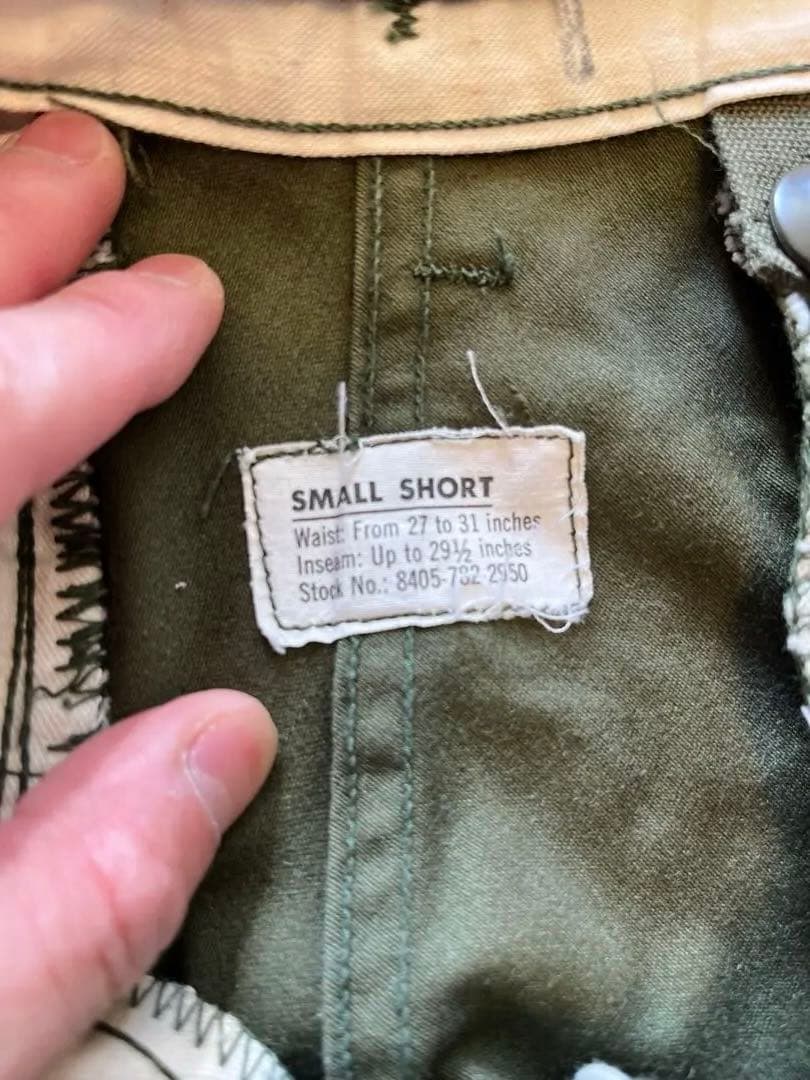 SMALL SHORT
Waist: From 27 to 31 inches
Inseam: Up to 29½ inches
Stock No.: 8405-782 2950